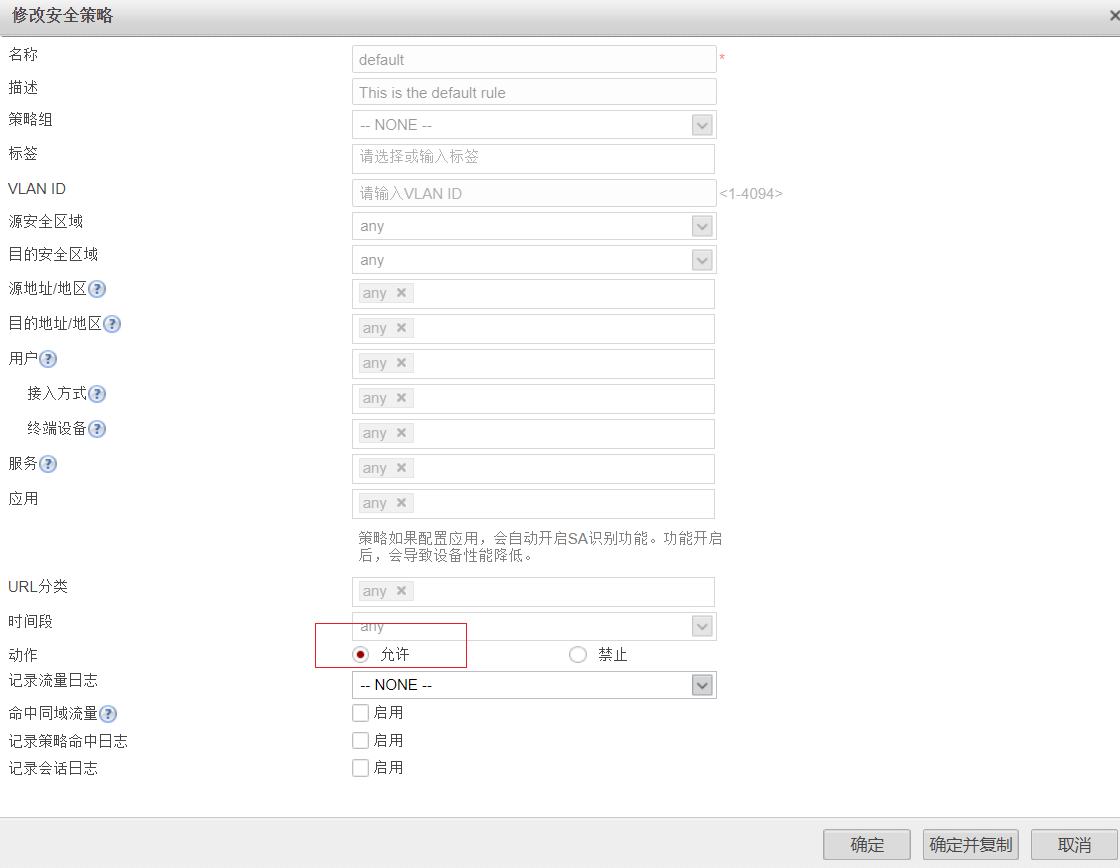 修改安全策略
名称 default *
描述 This is the default rule
策略组 -- NONE --
标签 请选择或输入标签
VLAN ID 请输入VLAN ID <1-4094>
源安全区域 any
目的安全区域 any
源地址/地区 any
目的地址/地区 any
用户 any
接入方式 any
终端设备 any
服务 any
应用 any
策略如果配置应用，会自动开启SA识别功能。功能开启
后，会导致设备性能降低。
URL分类 any
时间段 any
动作 允许 禁止
记录流量日志 -- NONE --
命中同域流量 启用
记录策略命中日志 启用
记录会话日志 启用
确定 确定并复制 取消